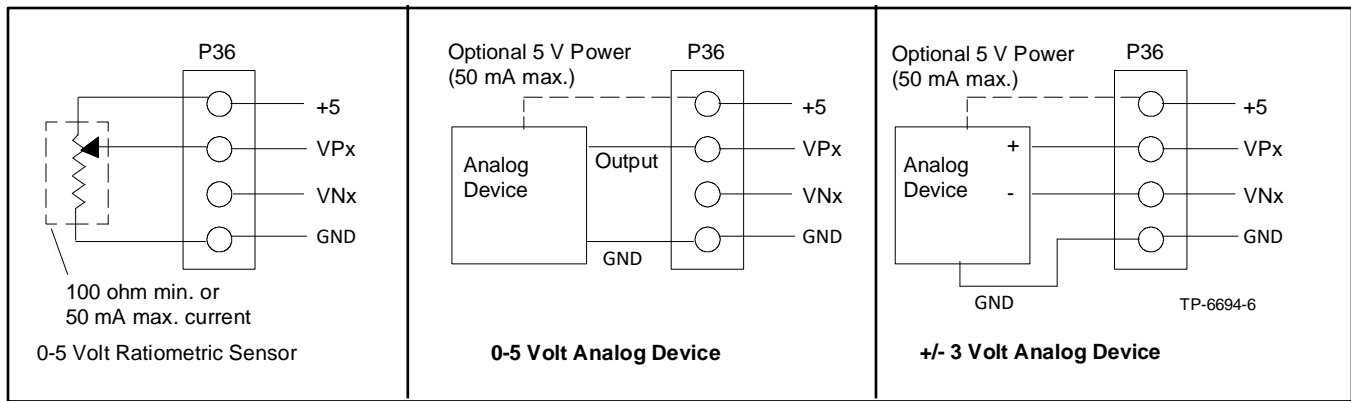 P36
+5
VPx
VNx
GND
100 ohm min. or
50 mA max. current
0-5 Volt Ratiometric Sensor
Optional 5 V Power
(50 mA max.)
P36
Analog
Device
Output
GND
+5
VPx
VNx
GND
0-5 Volt Analog Device
Optional 5 V Power
(50 mA max.)
P36
Analog
Device
+
-
GND
+5
VPx
VNx
GND
TP-6694-6
+/- 3 Volt Analog Device